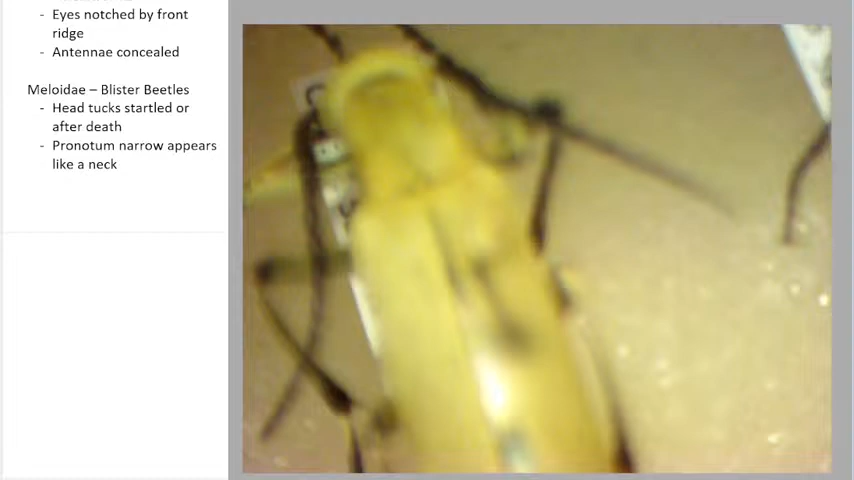 - Eyes notched by front
ridge
- Antennae concealed
Meloidae – Blister Beetles
- Head tucks startled or
after death
- Pronotum narrow appears
like a neck